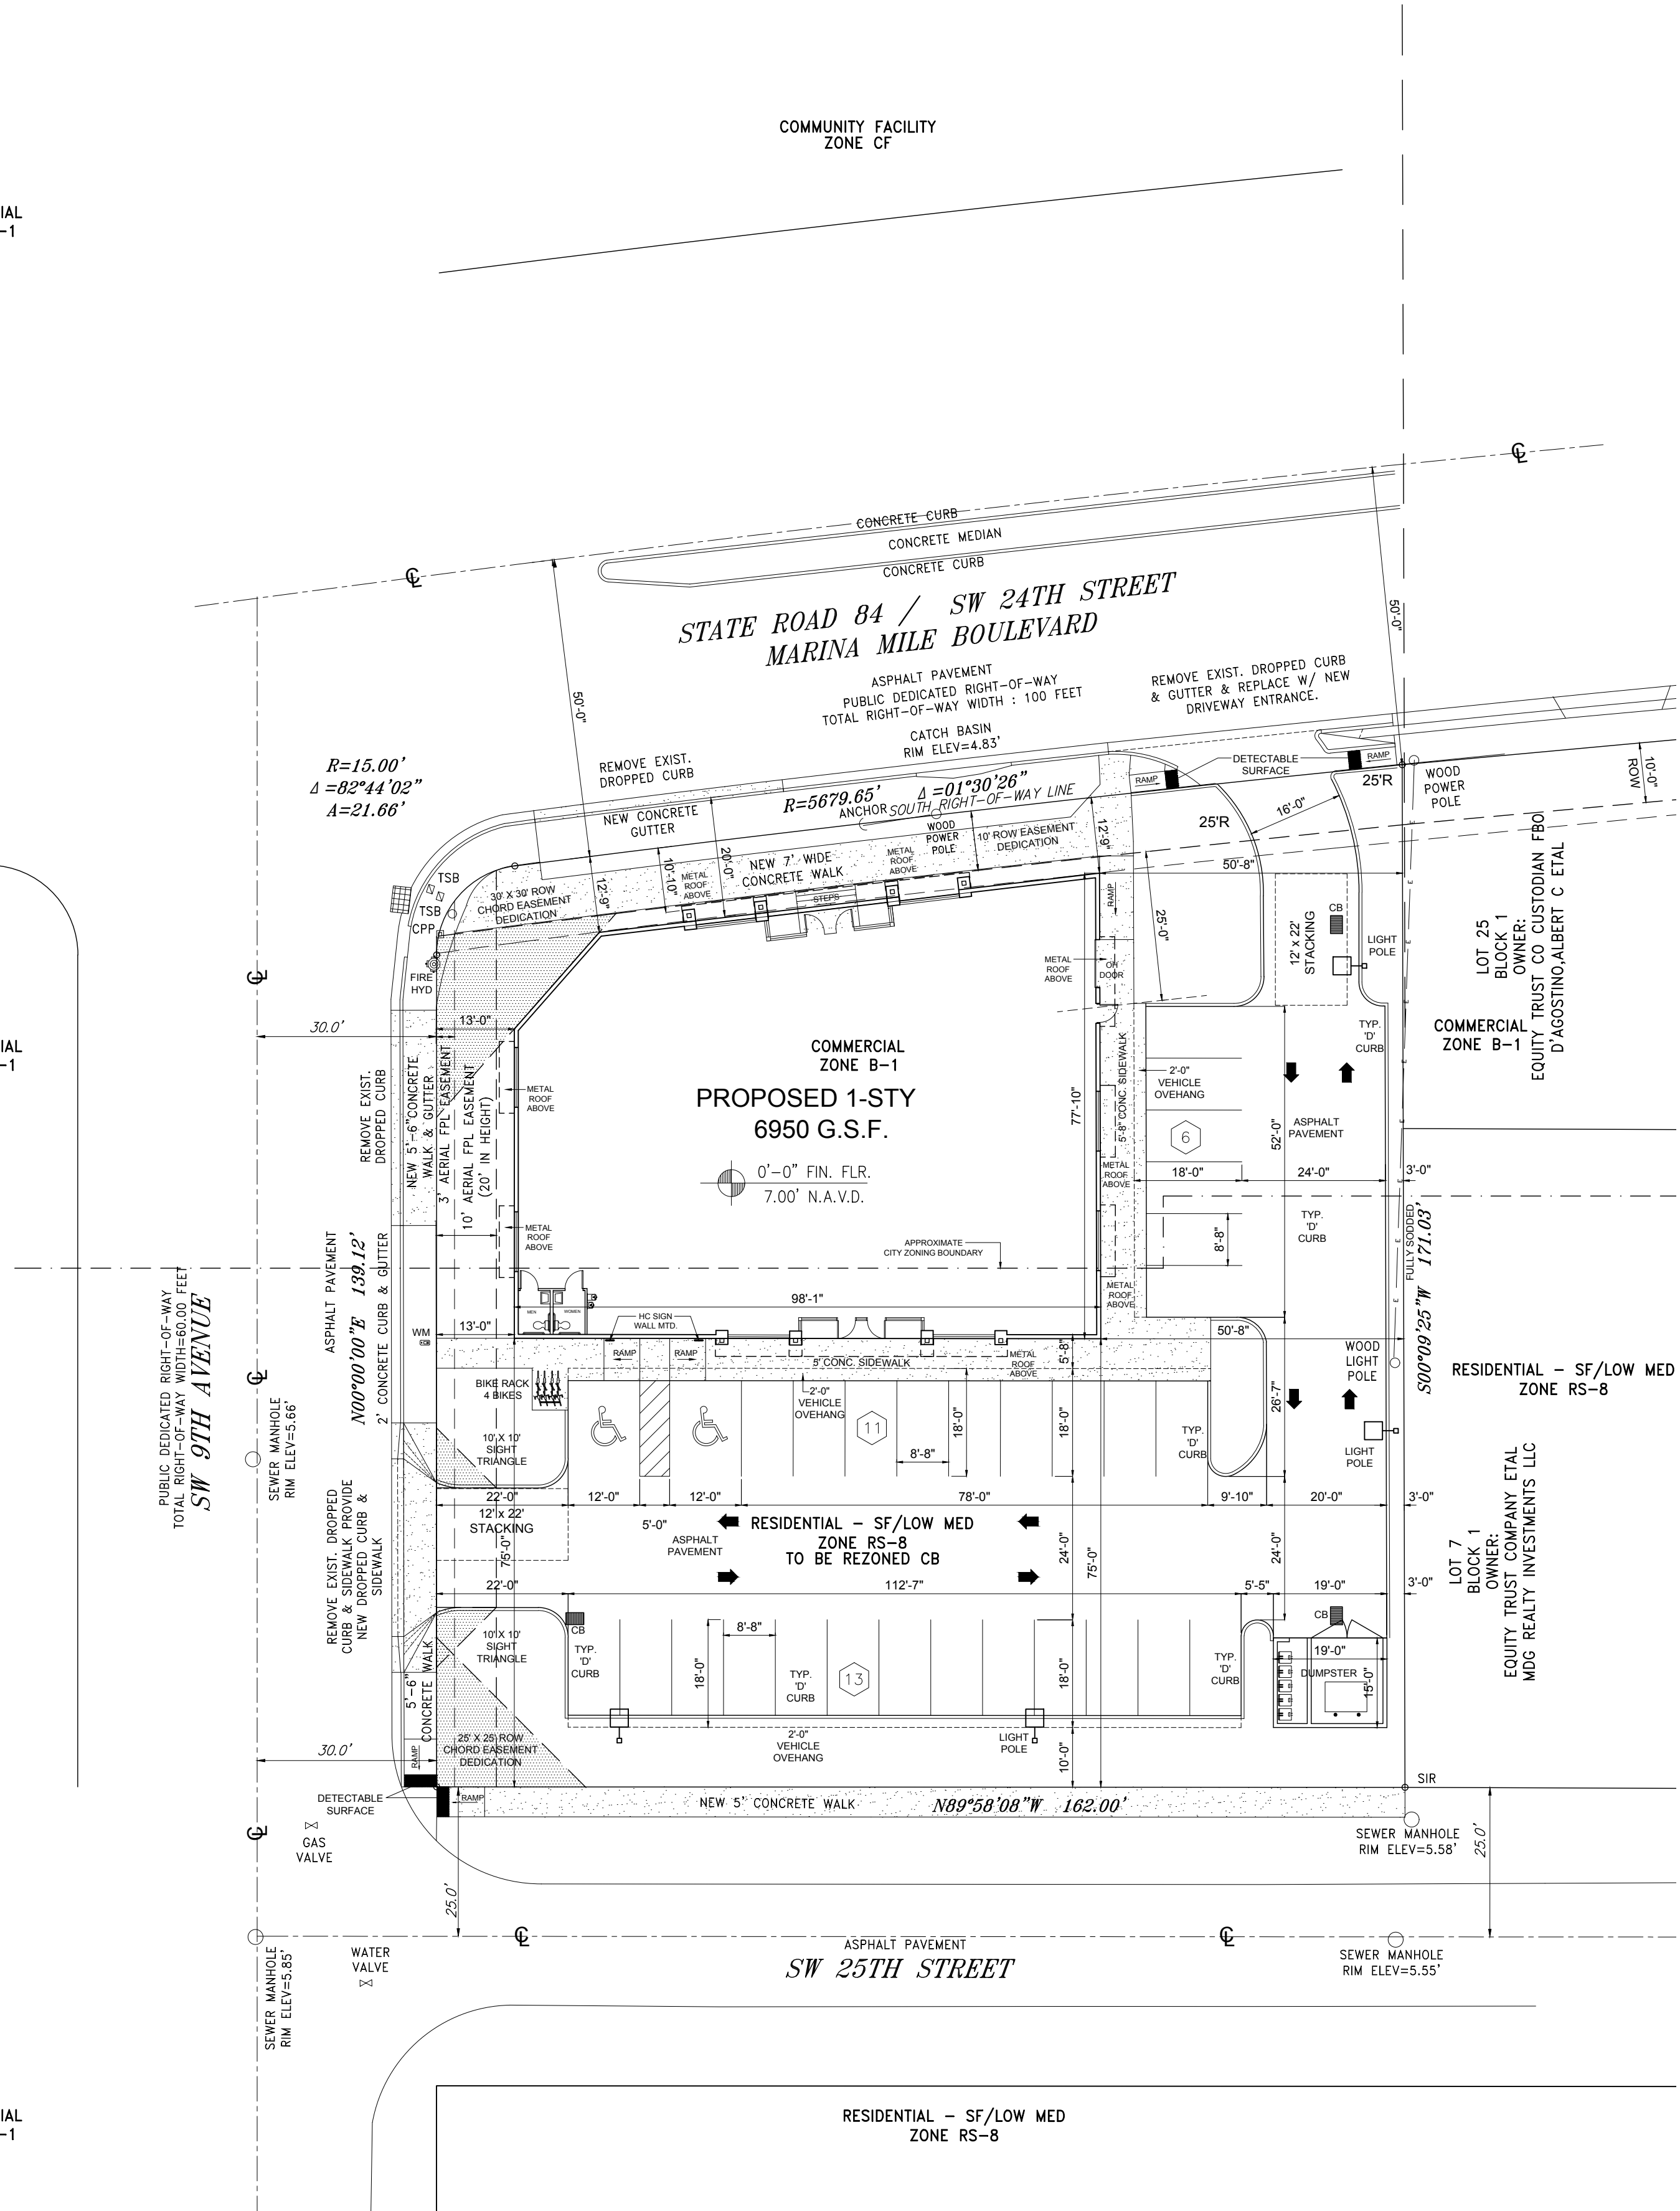 COMMUNITY FACILITY
ZONE CF
IAL
-1
℄
℄
CONCRETE CURB
CONCRETE MEDIAN
CONCRETE CURB
STATE ROAD 84 / SW 24TH STREET
MARINA MILE BOULEVARD
50'-0"
50'-0"
ASPHALT PAVEMENT
PUBLIC DEDICATED RIGHT-OF-WAY
TOTAL RIGHT-OF-WAY WIDTH : 100 FEET
REMOVE EXIST. DROPPED CURB
& GUTTER & REPLACE W/ NEW
DRIVEWAY ENTRANCE.
CATCH BASIN
RIM ELEV=4.83'
REMOVE EXIST.
DROPPED CURB
R=15.00'
Δ =82°44'02"
A=21.66'
R=5679.65'
Δ =01°30'26"
ANCHOR
SOUTH RIGHT-OF-WAY LINE
NEW CONCRETE
GUTTER
RAMP
DETECTABLE
SURFACE
RAMP
25'R
WOOD
POWER
POLE
10'-0"
ROW
16'-0"
25'R
50'-8"
WOOD
POWER
POLE
10' ROW EASEMENT
DEDICATION
12'-9"
20'-0"
10'-10"
12'-9"
METAL
ROOF
ABOVE
METAL
ROOF
ABOVE
NEW 7' WIDE
CONCRETE WALK
STEPS
TSB
TSB
CPP
30' X 30' ROW
CHORD EASEMENT
DEDICATION
FIRE
HYD
RAMP
25'-0"
12' x 22'
STACKING
CB
LIGHT
POLE
METAL
ROOF
ABOVE
OH
DOOR
LOT 25
BLOCK 1
OWNER:
EQUITY TRUST CO CUSTODIAN FBO
D'AGOSTINO,ALBERT C ETAL
COMMERCIAL
ZONE B-1
℄
30.0'
13'-0"
IAL
-1
TYP.
'D'
CURB
COMMERCIAL
ZONE B-1
PROPOSED 1-STY
6950 G.S.F.
0'-0" FIN. FLR.
7.00' N.A.V.D.
REMOVE EXIST.
DROPPED CURB
NEW 5'-6"CONCRETE
WALK & GUTTER
3' AERIAL FPL EASEMENT
10' AERIAL FPL EASEMENT
(20' IN HEIGHT)
METAL
ROOF
ABOVE
METAL
ROOF
ABOVE
77'-10"
5'-8" CONC. SIDEWALK
2'-0"
VEHICLE
OVEHANG
6
52'-0"
ASPHALT
PAVEMENT
18'-0"
24'-0"
3'-0"
METAL
ROOF
ABOVE
TYP.
'D'
CURB
8'-8"
FULLY SODDED
S00°09'25"W 171.03'
E
E
E
E
APPROXIMATE
CITY ZONING BOUNDARY
METAL
ROOF
ABOVE
PUBLIC DEDICATED RIGHT-OF-WAY
TOTAL RIGHT-OF-WAY WIDTH=60.00 FEET
SW 9TH AVENUE
ASPHALT PAVEMENT
N00°00'00"E 139.12'
2' CONCRETE CURB & GUTTER
98'-1"
MEN
WOMEN
HC SIGN
WALL MTD.
WM
13'-0"
50'-8"
RAMP
RAMP
5' CONC. SIDEWALK
METAL
ROOF
ABOVE
5'-8"
WOOD
LIGHT
POLE
RESIDENTIAL - SF/LOW MED
ZONE RS-8
BIKE RACK
4 BIKES
2'-0"
VEHICLE
OVEHANG
11
8'-8"
18'-0"
18'-0"
26'-7"
TYP.
'D'
CURB
LIGHT
POLE
℄
SEWER MANHOLE
RIM ELEV=5.66'
10' X 10'
SIGHT
TRIANGLE
22'-0"
12'-0"
12'-0"
78'-0"
9'-10"
20'-0"
3'-0"
12' x 22'
STACKING
75'-0"
5'-0"
ASPHALT
PAVEMENT
RESIDENTIAL - SF/LOW MED
ZONE RS-8
TO BE REZONED CB
24'-0"
75'-0"
24'-0"
REMOVE EXIST. DROPPED
CURB & SIDEWALK PROVIDE
NEW DROPPED CURB &
SIDEWALK
22'-0"
112'-7"
5'-5"
19'-0"
3'-0"
LOT 7
BLOCK 1
OWNER:
EQUITY TRUST COMPANY ETAL
MDG REALTY INVESTMENTS LLC
CB
CB
10' X 10'
SIGHT
TRIANGLE
TYP.
'D'
CURB
8'-8"
18'-0"
TYP.
'D'
CURB
13
18'-0"
TYP.
'D'
CURB
19'-0"
DUMPSTER
15'-0"
5'-6"
CONCRETE WALK
25' X 25' ROW
CHORD EASEMENT
DEDICATION
2'-0"
VEHICLE
OVEHANG
LIGHT
POLE
10'-0"
30.0'
RAMP
RAMP
DETECTABLE
SURFACE
NEW 5' CONCRETE WALK
N89°58'08"W 162.00'
SIR
℄
GAS
VALVE
SEWER MANHOLE
RIM ELEV=5.58'
25.0'
25.0'
℄
℄
ASPHALT PAVEMENT
SW 25TH STREET
WATER
VALVE
SEWER MANHOLE
RIM ELEV=5.85'
SEWER MANHOLE
RIM ELEV=5.55'
IAL
-1
RESIDENTIAL - SF/LOW MED
ZONE RS-8